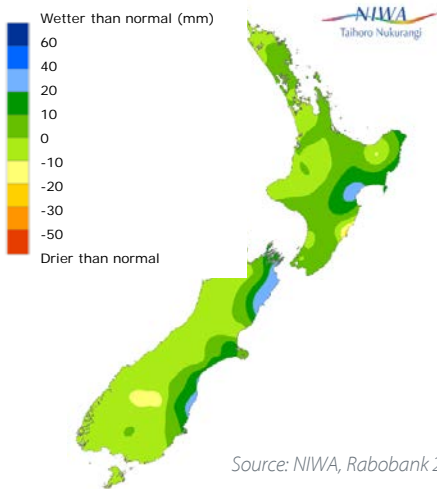 Wetter than normal (mm)
60
40
20
10
0
-10
-20
-30
-50
Drier than normal
NIWA
Taihoro Nukurangi
Source: NIWA, Rabobank 2